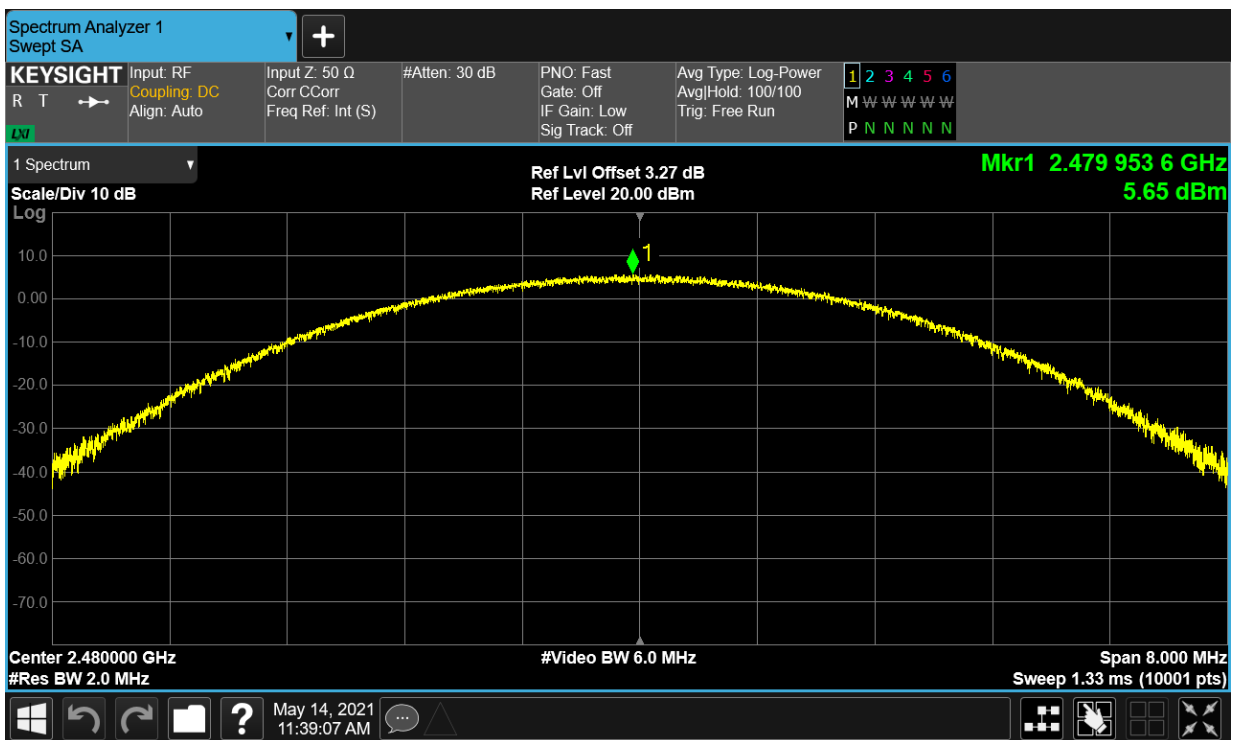 Spectrum Analyzer 1
Swept SA
+
KEYSIGHT
R T
LXI
Input: RF
Coupling: DC
Align: Auto
Input Z: 50 Ω
Corr CCorr
Freq Ref: Int (S)
#Atten: 30 dB
PNO: Fast
Gate: Off
IF Gain: Low
Sig Track: Off
Avg Type: Log-Power
Avg|Hold: 100/100
Trig: Free Run
1 2 3 4 5 6
M W W W W W
P N N N N N
1 Spectrum
Scale/Div 10 dB
Log
Ref Lvl Offset 3.27 dB
Ref Level 20.00 dBm
Mkr1 2.479 953 6 GHz
5.65 dBm
1
10.0
0.00
-10.0
-20.0
-30.0
-40.0
-50.0
-60.0
-70.0
Center 2.480000 GHz
#Res BW 2.0 MHz
#Video BW 6.0 MHz
Span 8.000 MHz
Sweep 1.33 ms (10001 pts)
?
May 14, 2021
11:39:07 AM